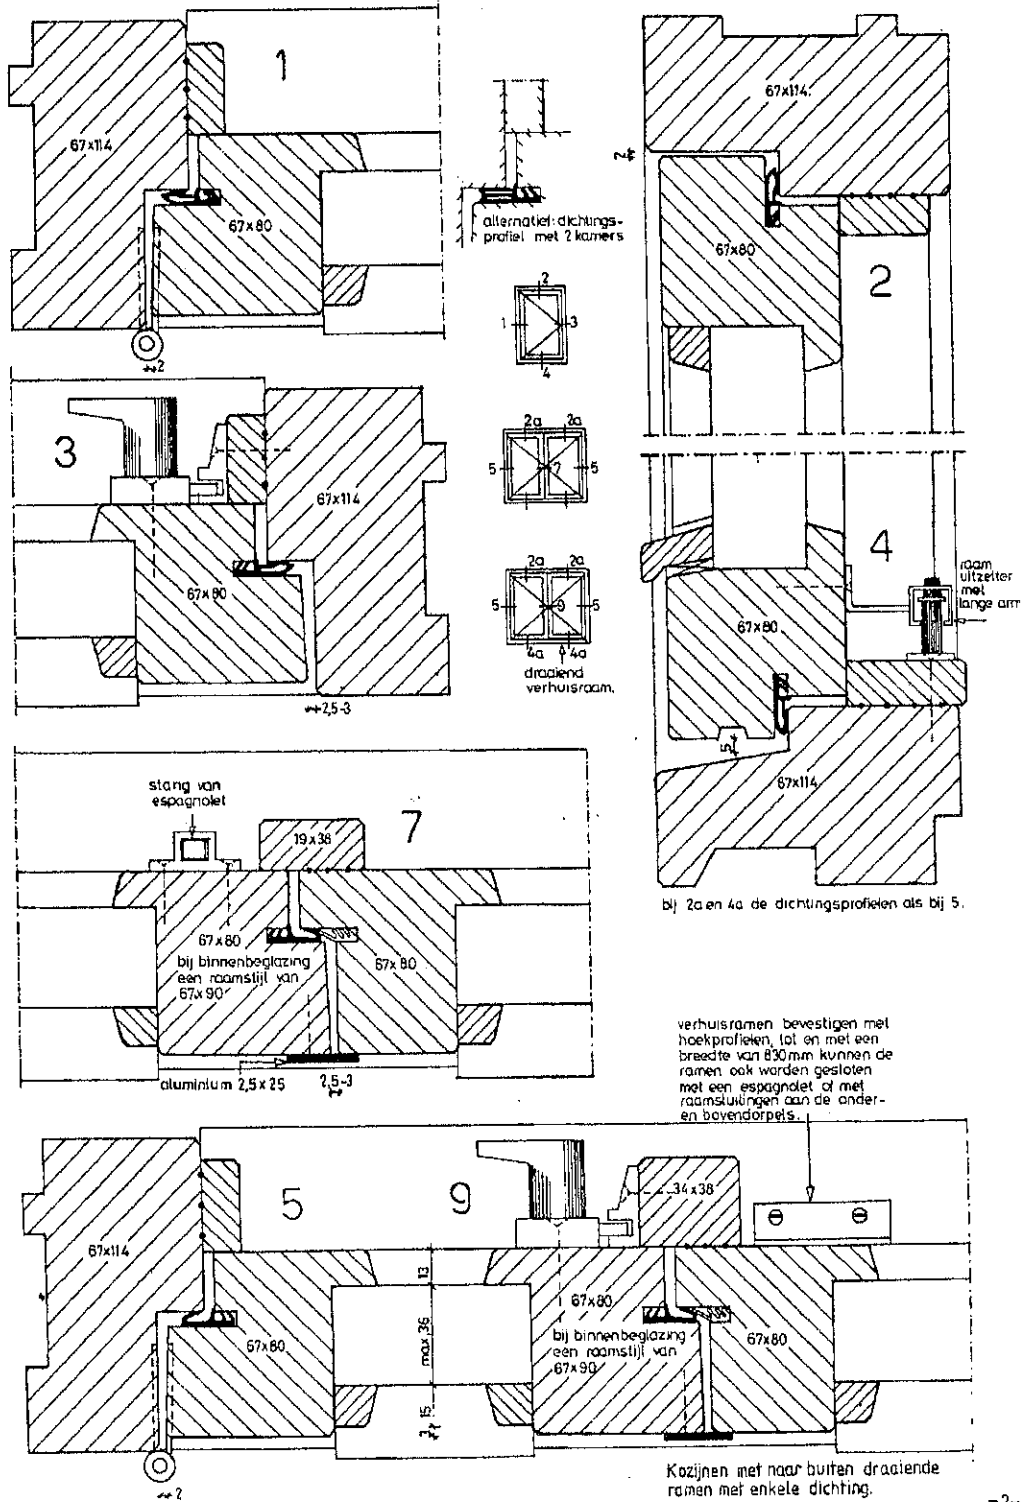 1
67x114
67x80
2
alternatief: dichtings-
profiel met 2 kamers
2
1
3
4
67x114
2
67x80
2
3
67x114
67x80
2,5-3
2a
2a
5
7
5
2a
2a
5
9
5
4a
4a
draaiend
verhuisraam.
4
raam
uitzetter
met
lange arm
67x80
5
67x114
bij 2a en 4a de dichtingsprofielen als bij 5.
stang van
espagnolet
7
19x38
67x80
bij binnenbeglazing
een raamstijl van
67x90
67x80
aluminium 2,5x25
2,5-3
verhuisramen bevestigen met
hoekprofielen, tot en met een
breedte van 830mm kunnen de
ramen ook worden gesloten
met een espagnolet of met
raamsluitingen aan de onder-
en bovendorpels.
5
67x114
67x80
2
13
max.36
15
3
9
34x38
67x80
bij binnenbeglazing
een raamstijl van
67x90
67x80
Kozijnen met naar buiten draaiende
ramen met enkele dichting.